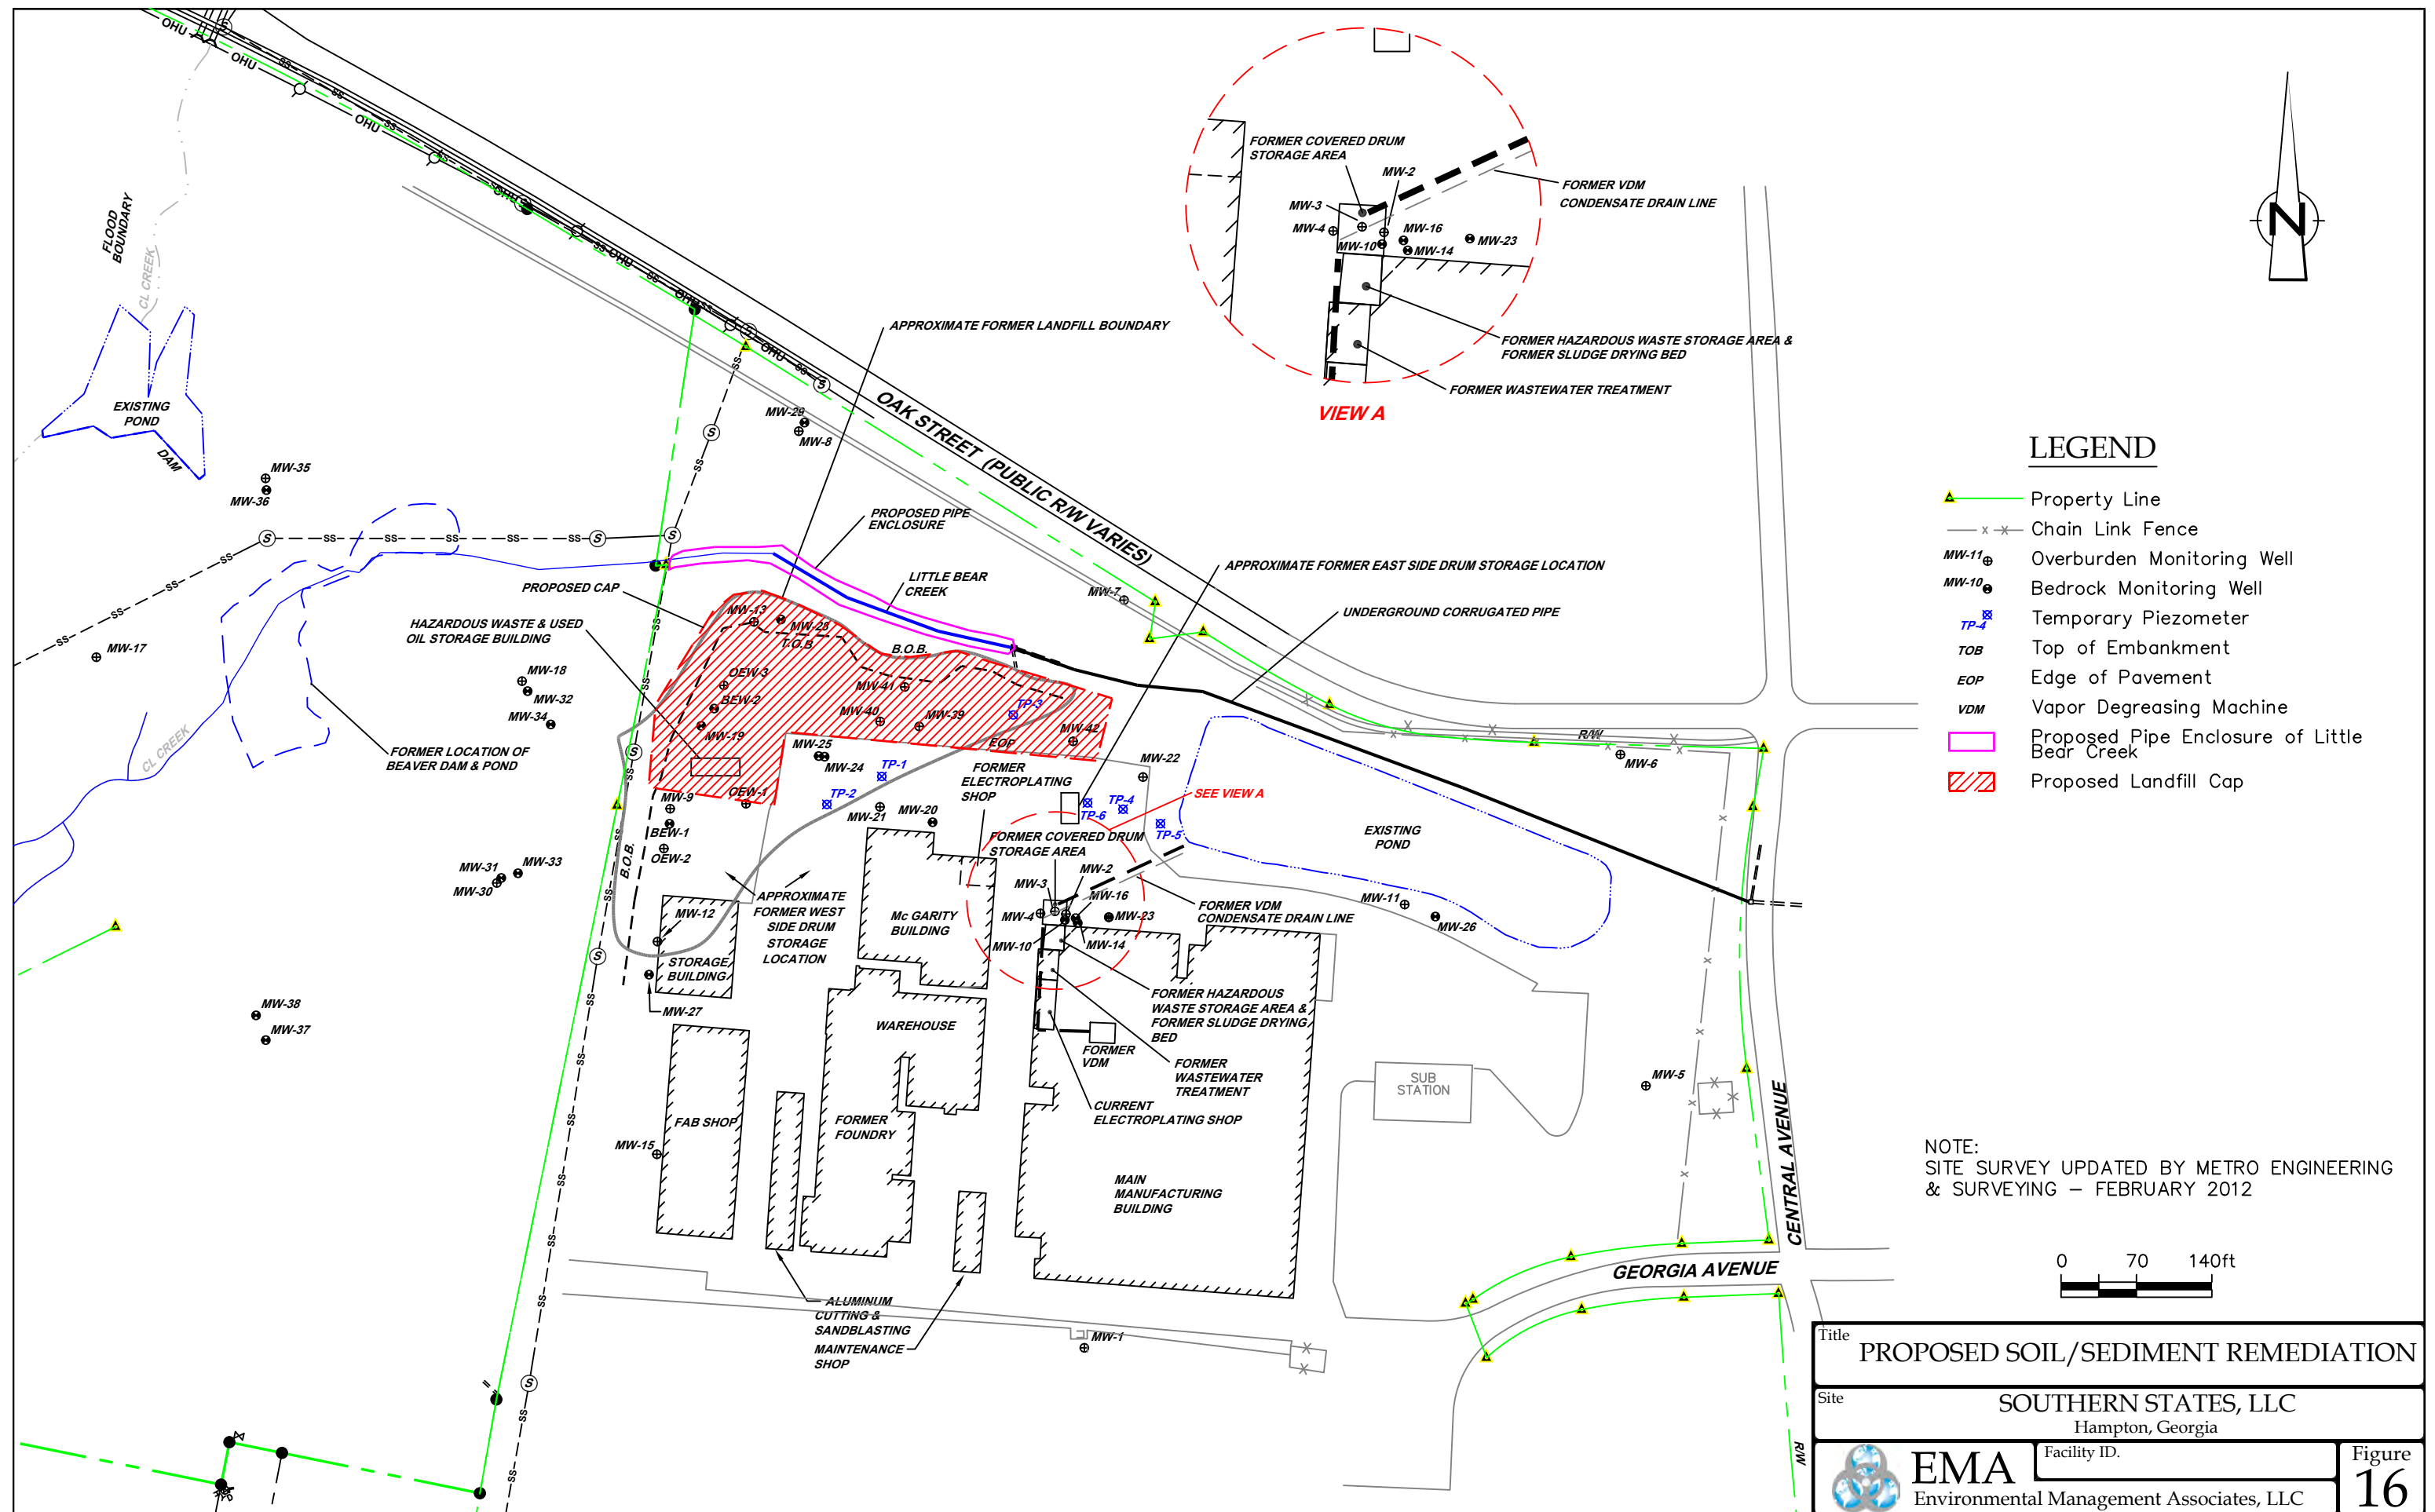 OHU
OHU
SS
SS
OHU
SS
SS
OHU
SS
OHU
SS
OHU
SS
OHU
SS
FLOOD
BOUNDARY
CL CREEK
EXISTING
POND
DAM
FORMER COVERED DRUM
STORAGE AREA
MW-2
MW-3
MW-4
MW-16
MW-10
MW-14
MW-23
FORMER VDM
CONDENSATE DRAIN LINE
FORMER HAZARDOUS WASTE STORAGE AREA &
FORMER SLUDGE DRYING BED
FORMER WASTEWATER TREATMENT
VIEW A
N
APPROXIMATE FORMER LANDFILL BOUNDARY
OAK STREET (PUBLIC R/W VARIES)
MW-29
MW-8
MW-35
MW-36
PROPOSED PIPE
ENCLOSURE
APPROXIMATE FORMER EAST SIDE DRUM STORAGE LOCATION
LITTLE BEAR
CREEK
PROPOSED CAP
MW-7
UNDERGROUND CORRUGATED PIPE
HAZARDOUS WASTE & USED
OIL STORAGE BUILDING
MW-13
MW-28
T.O.B.
B.O.B.
MW-17
MW-18
MW-32
MW-34
OEW-3
BEW-2
MW-19
MW-41
MW-40
MW-39
TP-3
MW-42
EOP
FORMER LOCATION OF
BEAVER DAM & POND
CL CREEK
MW-25
MW-24
TP-1
TP-2
FORMER
ELECTROPLATING
SHOP
MW-22
SEE VIEW A
R/W
MW-6
MW-9
BEW-1
OEW-2
OEW-1
MW-21
MW-20
TP-6
TP-4
TP-5
FORMER COVERED DRUM
STORAGE AREA
EXISTING
POND
B.O.B.
MW-31
MW-33
MW-30
MW-12
STORAGE
BUILDING
MW-27
APPROXIMATE
FORMER WEST
SIDE DRUM
STORAGE
LOCATION
Mc GARITY
BUILDING
MW-2
MW-3
MW-16
MW-4
MW-23
MW-10
MW-14
FORMER VDM
CONDENSATE DRAIN LINE
MW-11
MW-26
MW-38
MW-37
WAREHOUSE
FORMER HAZARDOUS
WASTE STORAGE AREA &
FORMER SLUDGE DRYING
BED
FORMER
VDM
FORMER
WASTEWATER
TREATMENT
CURRENT
ELECTROPLATING SHOP
FAB SHOP
FORMER
FOUNDRY
MW-15
MAIN
MANUFACTURING
BUILDING
SUB
STATION
MW-5
CENTRAL AVENUE
GEORGIA AVENUE
ALUMINUM
CUTTING &
SANDBLASTING
MAINTENANCE
SHOP
MW-1
R/W
LEGEND
Property Line
Chain Link Fence
MW-11 Overburden Monitoring Well
MW-10 Bedrock Monitoring Well
TP-4 Temporary Piezometer
TOB Top of Embankment
EOP Edge of Pavement
VDM Vapor Degreasing Machine
Proposed Pipe Enclosure of Little
Bear Creek
Proposed Landfill Cap
NOTE:
SITE SURVEY UPDATED BY METRO ENGINEERING
& SURVEYING – FEBRUARY 2012
0 70 140ft
Title
PROPOSED SOIL/SEDIMENT REMEDIATION
Site
SOUTHERN STATES, LLC
Hampton, Georgia
EMA
Environmental Management Associates, LLC
Facility ID.
Figure
16